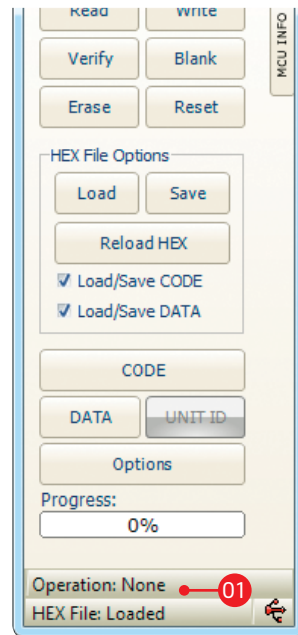 Read Write
MCU INFO
Verify Blank
Erase Reset
HEX File Options
Load Save
Reload HEX
Load/Save CODE
Load/Save DATA
CODE
DATA UNIT ID
Options
Progress:
0%
Operation: None 01
HEX File: Loaded